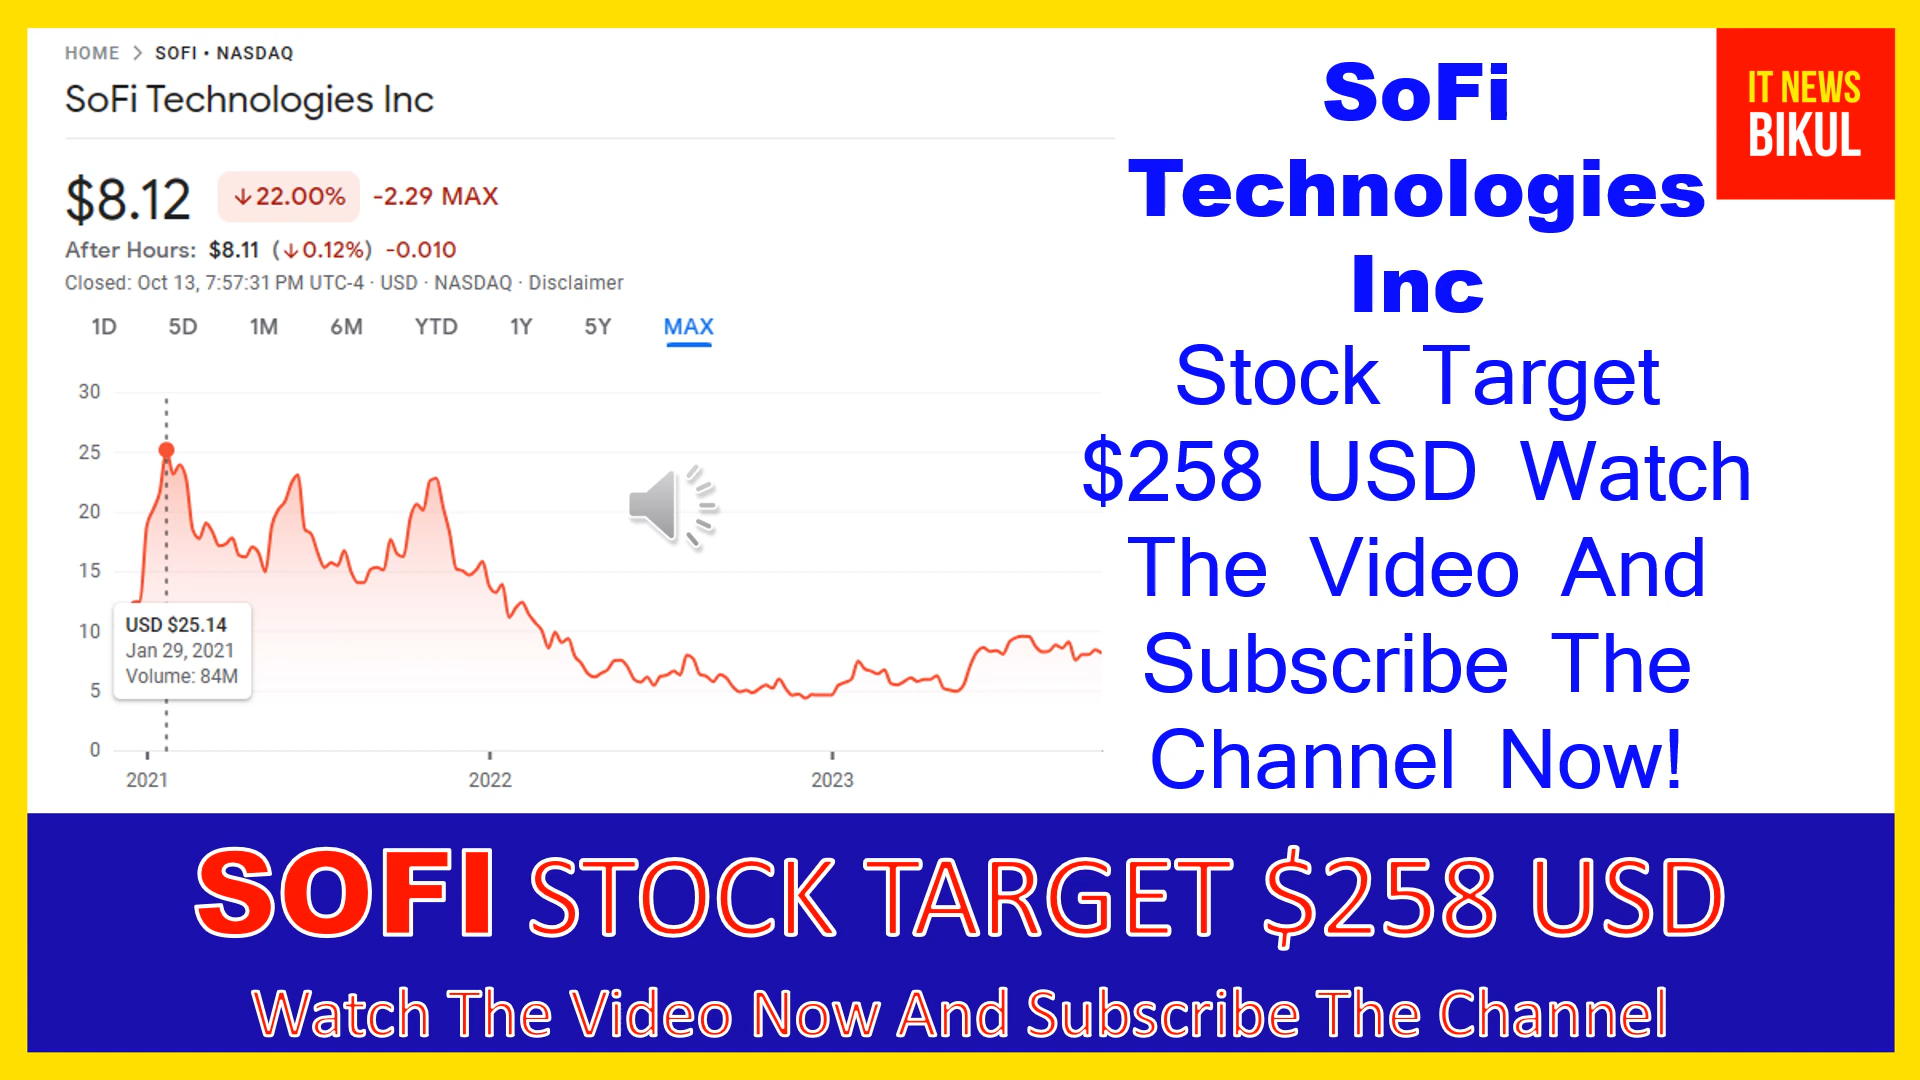 HOME > SOFI • NASDAQ
SoFi Technologies Inc
$8.12 ↓22.00% -2.29 MAX
After Hours: $8.11 (↓0.12%) -0.010
Closed: Oct 13, 7:57:31 PM UTC-4 · USD · NASDAQ · Disclaimer
1D 5D 1M 6M YTD 1Y 5Y MAX
30
25
20
15
10
5
0
USD $25.14
Jan 29, 2021
Volume: 84M
2021 2022 2023
SoFi
Technologies
Inc
Stock Target
$258 USD Watch
The Video And
Subscribe The
Channel Now!
IT NEWS
BIKUL
SOFI STOCK TARGET $258 USD
Watch The Video Now And Subscribe The Channel